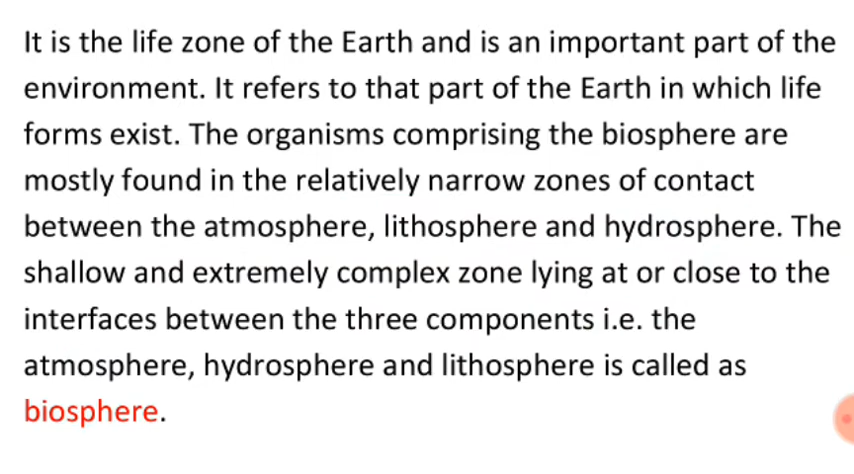 It is the life zone of the Earth and is an important part of the
environment. It refers to that part of the Earth in which life
forms exist. The organisms comprising the biosphere are
mostly found in the relatively narrow zones of contact
between the atmosphere, lithosphere and hydrosphere. The
shallow and extremely complex zone lying at or close to the
interfaces between the three components i.e. the
atmosphere, hydrosphere and lithosphere is called as
biosphere.